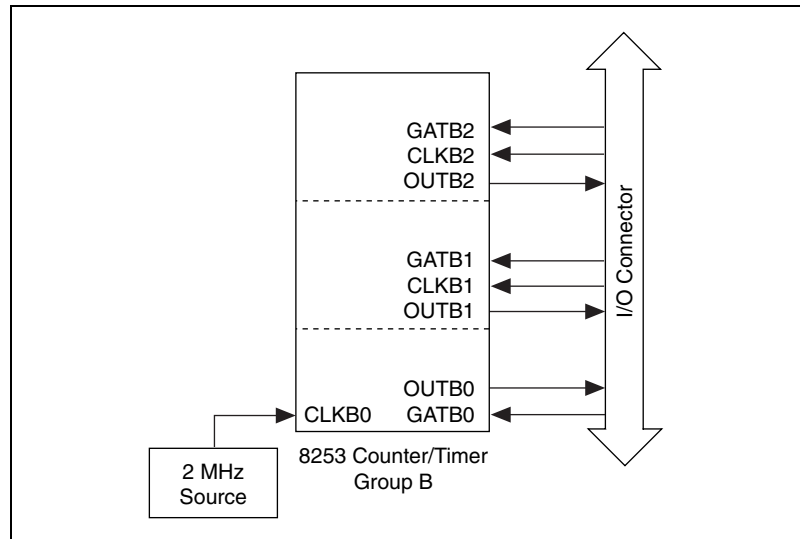 GATB2
CLKB2
OUTB2
GATB1
CLKB1
OUTB1
OUTB0
CLKB0 GATB0
I/O Connector
2 MHz
Source
8253 Counter/Timer
Group B